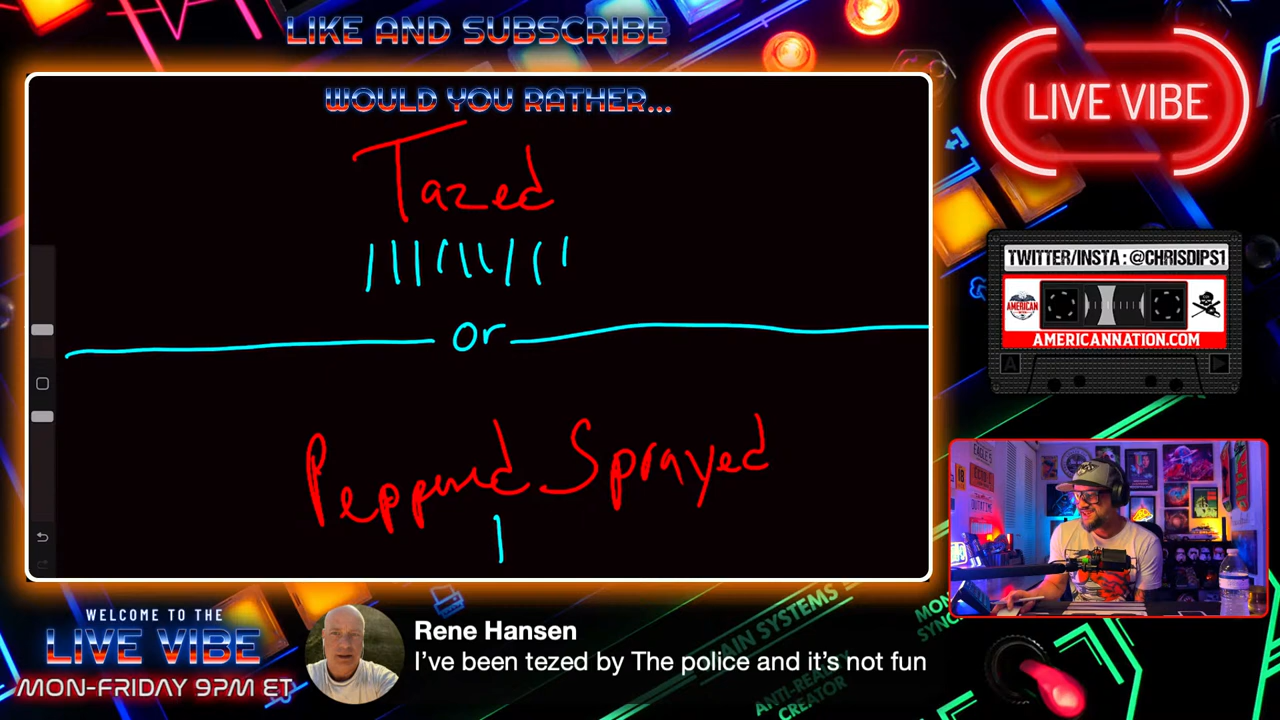 LIKE AND SUBSCRIBE
WOULD YOU RATHER...
Tazed
or
Peppered Sprayed
LIVE VIBE
TWITTER/INSTA : @CHRISDIPS1
AMERICAN
A
AMERICANNATION.COM
WELCOME TO THE
LIVE VIBE
MON-FRIDAY 9PM ET
Rene Hansen
I've been tezed by The police and it's not fun